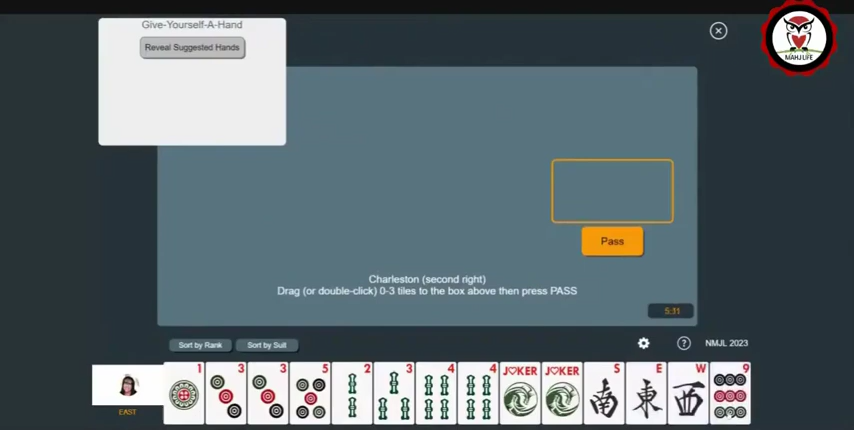 Give-Yourself-A-Hand
Reveal Suggested Hands
MAHJ LIFE
Pass
Charleston (second right)
Drag (or double-click) 0-3 tiles to the box above then press PASS
5:11
Sort by Rank
Sort by Suit
?
NMJL 2023
1 3 3 5 2 3 4 4 JOKER JOKER S E W 9
南 東 西
EAST